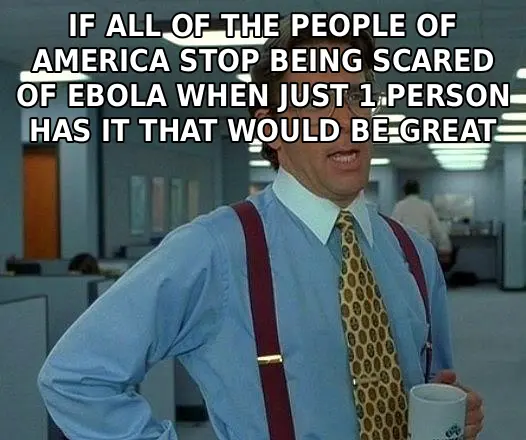 IF ALL OF THE PEOPLE OF
AMERICA STOP BEING SCARED
OF EBOLA WHEN JUST 1 PERSON
HAS IT THAT WOULD BE GREAT